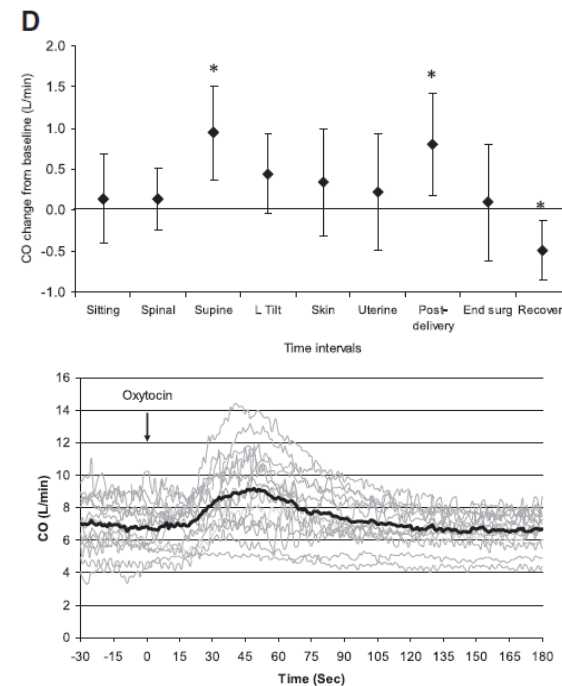 D
2.0
1.5
1.0
0.5
0.0
-0.5
-1.0
CO change from baseline (L/min)
* * *
Sitting Spinal Supine L Tilt Skin Uterine Post- End surg Recover
delivery
Time intervals
16
14
12
10
8
6
4
2
0
CO (L/min)
Oxytocin
-30 -15 0 15 30 45 60 75 90 105 120 135 150 165 180
Time (Sec)